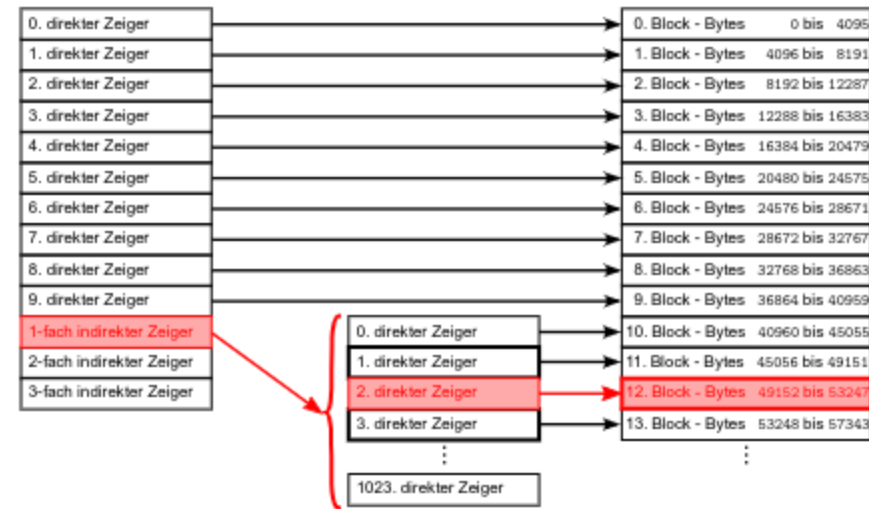 0. direkter Zeiger
0. Block - Bytes 0 bis 4095
1. direkter Zeiger
1. Block - Bytes 4096 bis 8191
2. direkter Zeiger
2. Block - Bytes 8192 bis 12287
3. direkter Zeiger
3. Block - Bytes 12288 bis 16383
4. direkter Zeiger
4. Block - Bytes 16384 bis 20479
5. direkter Zeiger
5. Block - Bytes 20480 bis 24575
6. direkter Zeiger
6. Block - Bytes 24576 bis 28671
7. direkter Zeiger
7. Block - Bytes 28672 bis 32767
8. direkter Zeiger
8. Block - Bytes 32768 bis 36863
9. direkter Zeiger
9. Block - Bytes 36864 bis 40959
1-fach indirekter Zeiger
0. direkter Zeiger
10. Block - Bytes 40960 bis 45055
2-fach indirekter Zeiger
1. direkter Zeiger
11. Block - Bytes 45056 bis 49151
3-fach indirekter Zeiger
2. direkter Zeiger
12. Block - Bytes 49152 bis 53247
3. direkter Zeiger
13. Block - Bytes 53248 bis 57343
1023. direkter Zeiger